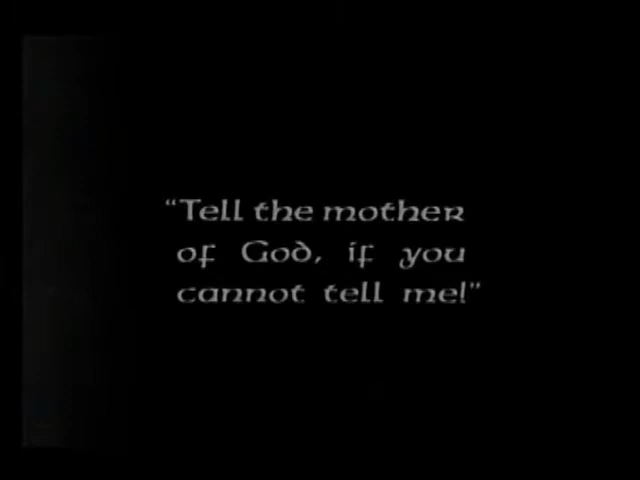 “Tell the mother
of God, if you
cannot tell me!”